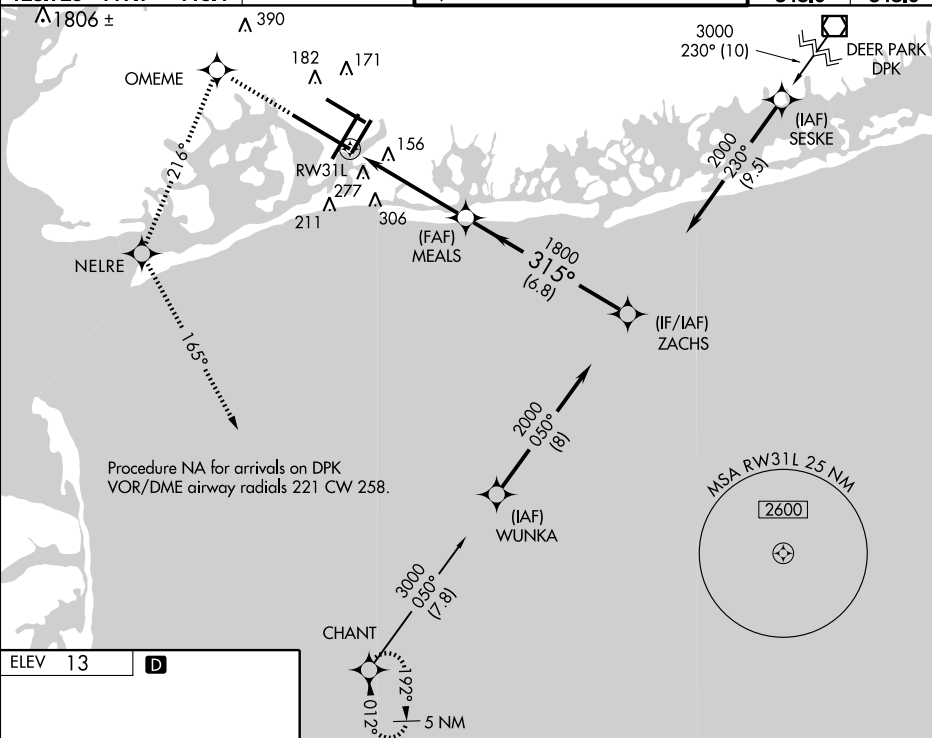 1806 ±
390
3000
230° (10)
DEER PARK
DPK
182
171
OMEME
(IAF)
SESKE
2000
230°
(9.5)
216°
156
RW31L
277
211
306
(FAF)
MEALS
1800
315°
(6.8)
NELRE
(IF/IAF)
ZACHS
165°
2000
050°
(8)
Procedure NA for arrivals on DPK
VOR/DME airway radials 221 CW 258.
MSA RW31L 25 NM
2600
(IAF)
WUNKA
3000
050°
(7.8)
CHANT
ELEV 13
D
192°
012°
5 NM